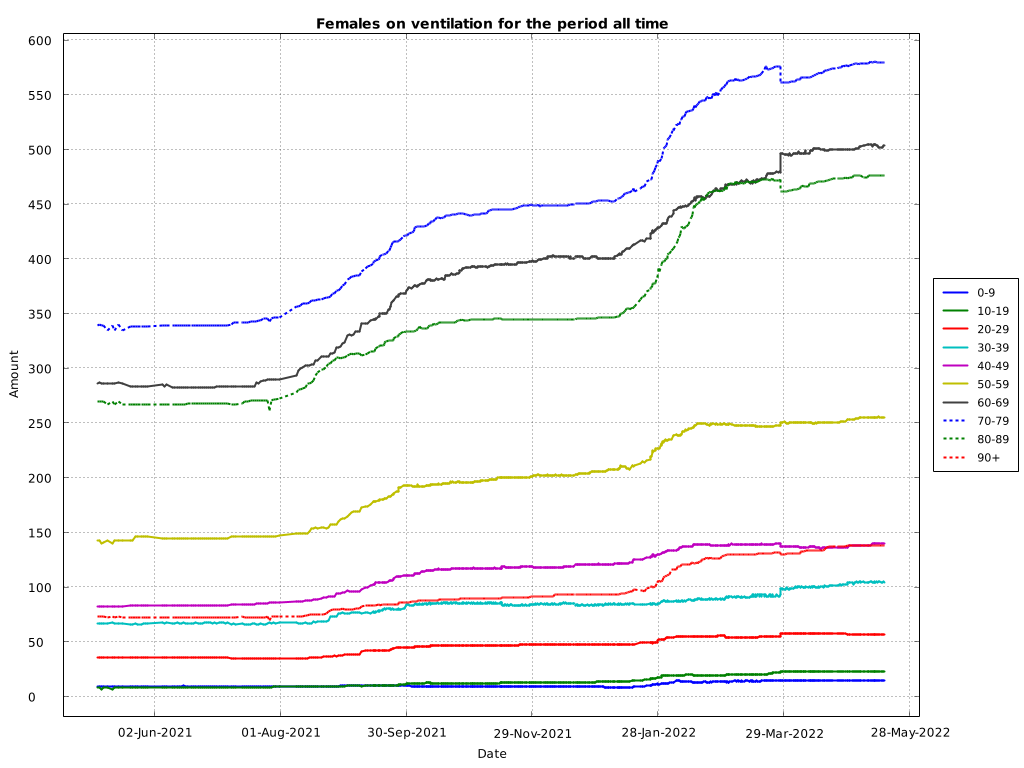 Females on ventilation for the period all time
600
550
500
450
400
350
300
250
200
150
100
50
0
Amount
02-Jun-2021
01-Aug-2021
30-Sep-2021
29-Nov-2021
28-Jan-2022
29-Mar-2022
28-May-2022
Date
0-9
10-19
20-29
30-39
40-49
50-59
60-69
70-79
80-89
90+